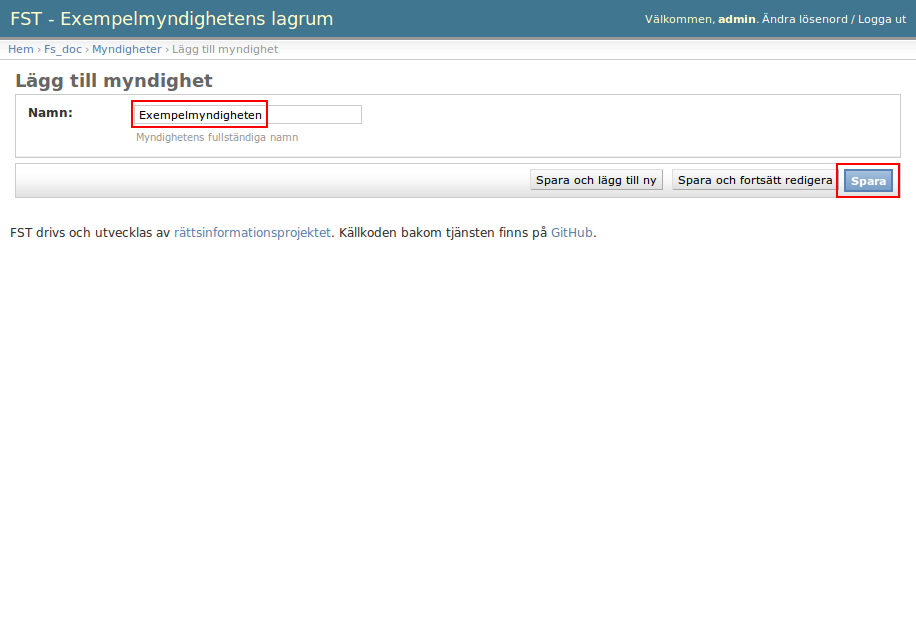 FST - Exempelmyndighetens lagrum
Välkommen, admin. Ändra lösenord / Logga ut
Hem › Fs_doc › Myndigheter › Lägg till myndighet
Lägg till myndighet
Namn: Exempelmyndigheten
Myndighetens fullständiga namn
Spara och lägg till ny Spara och fortsätt redigera Spara
FST drivs och utvecklas av rättsinformationsprojektet. Källkoden bakom tjänsten finns på GitHub.